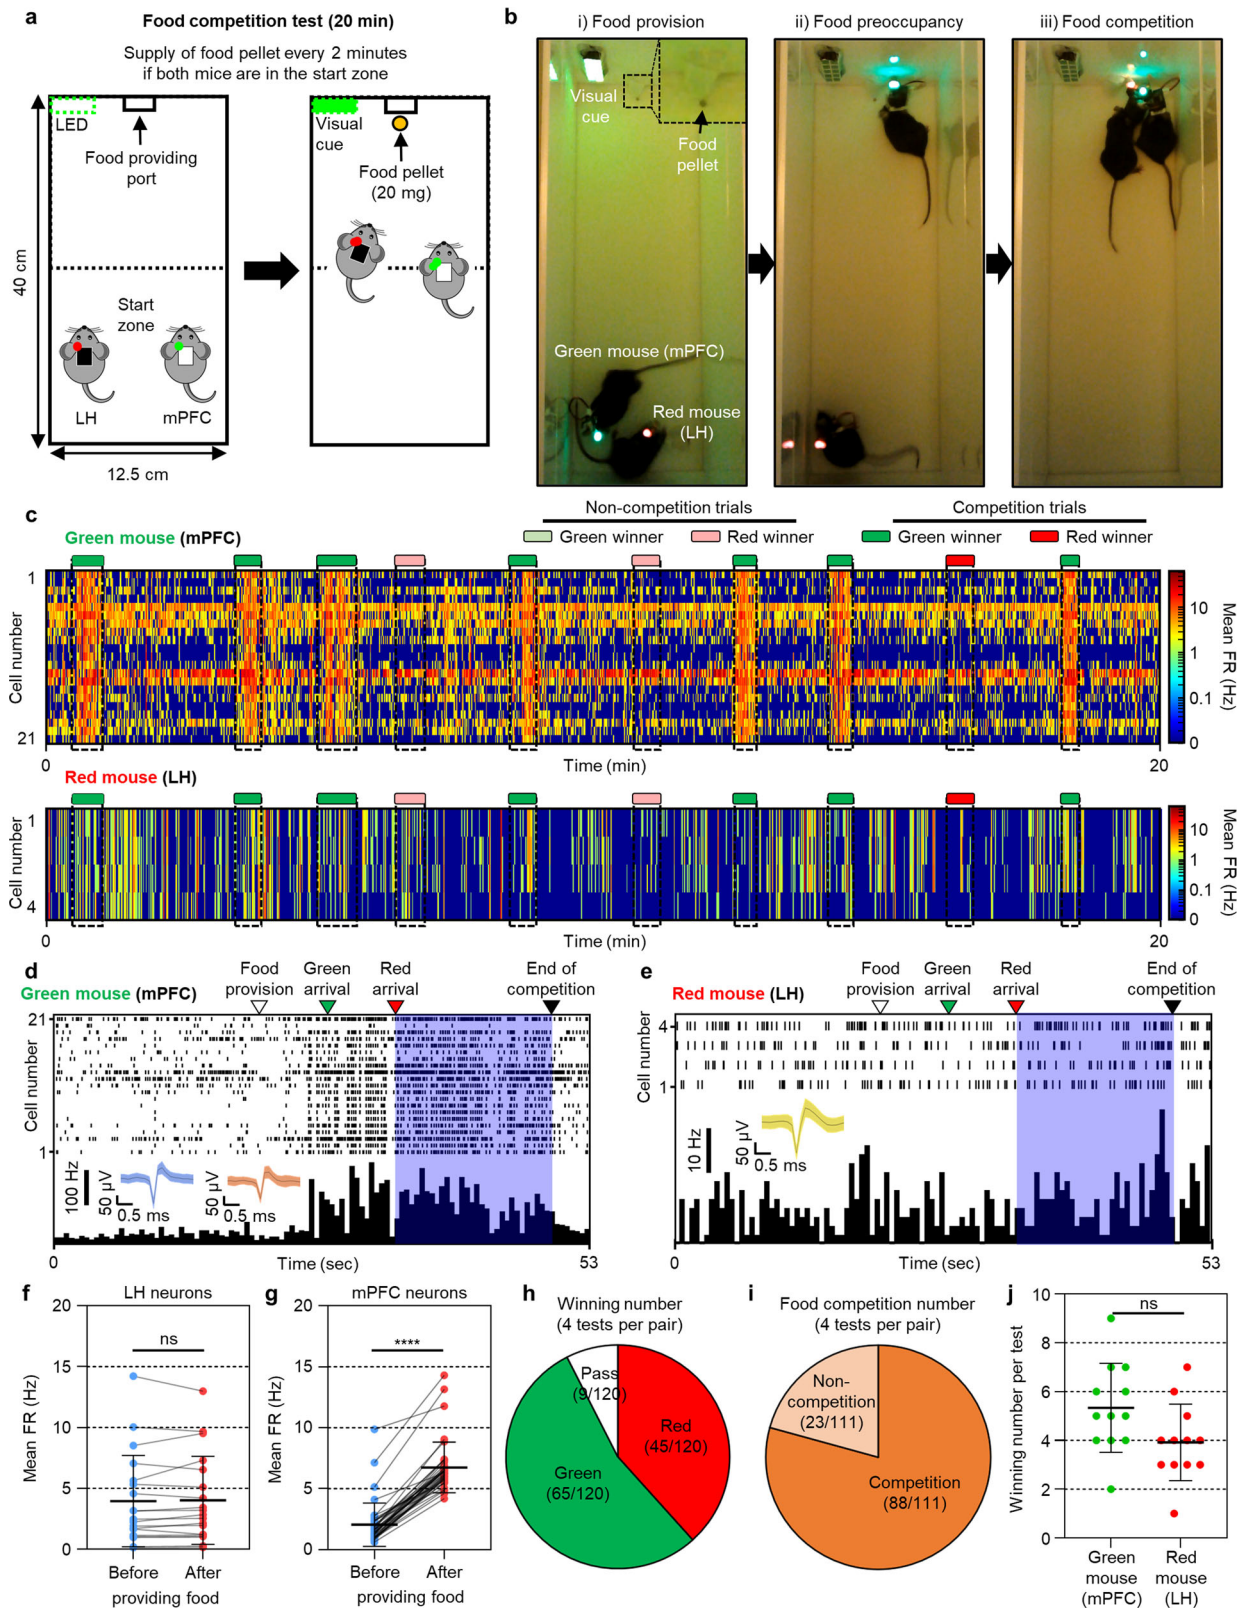 a
Food competition test (20 min)
Supply of food pellet every 2 minutes
if both mice are in the start zone
LED
Food providing
port
Visual
cue
Food pellet
(20 mg)
40 cm
Start
zone
LH
mPFC
12.5 cm
b
i) Food provision
ii) Food preoccupancy
iii) Food competition
Visual
cue
Food
pellet
Green mouse (mPFC)
Red mouse
(LH)
c
Non-competition trials
Competition trials
Green winner
Red winner
Green winner
Red winner
Green mouse (mPFC)
1
Cell number
21
0
Time (min)
20
10
1
0.1
0
Mean FR (Hz)
Red mouse (LH)
1
Cell number
4
0
Time (min)
20
10
1
0.1
0
Mean FR (Hz)
d
Green mouse (mPFC)
Food
provision
Green
arrival
Red
arrival
End of
competition
21
Cell number
1
100 Hz
50 µV
0.5 ms
50 µV
0.5 ms
0
Time (sec)
53
e
Red mouse (LH)
Food
provision
Green
arrival
Red
arrival
End of
competition
4
Cell number
1
10 Hz
50 µV
0.5 ms
0
Time (sec)
53
f
LH neurons
20
15
10
5
0
Mean FR (Hz)
ns
Before
After
providing food
g
mPFC neurons
20
15
10
5
0
Mean FR (Hz)
****
Before
After
providing food
h
Winning number
(4 tests per pair)
Pass
(9/120)
Red
(45/120)
Green
(65/120)
i
Food competition number
(4 tests per pair)
Non-
competition
(23/111)
Competition
(88/111)
j
10
8
6
4
2
0
Winning number per test
ns
Green
mouse
(mPFC)
Red
mouse
(LH)